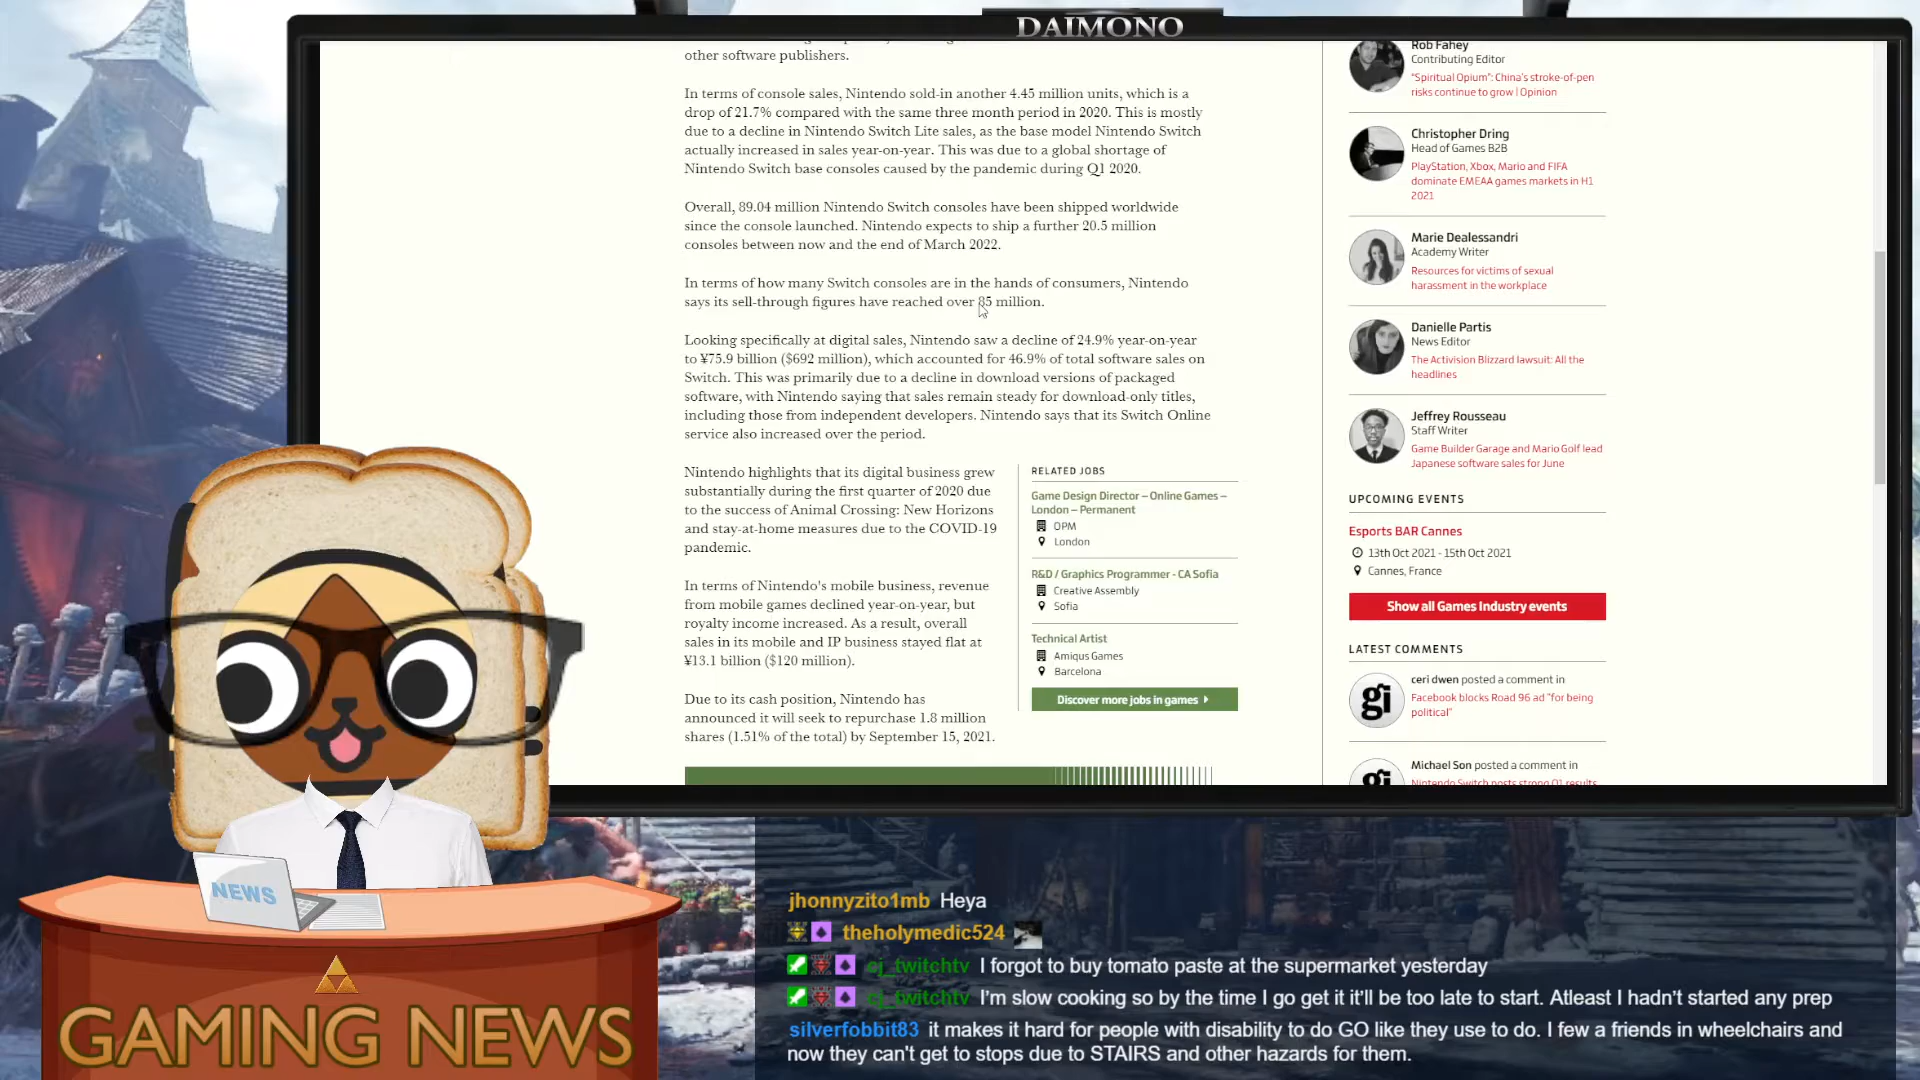 DAIMONO
other software publishers.
In terms of console sales, Nintendo sold-in another 4.45 million units, which is a
drop of 21.7% compared with the same three month period in 2020. This is mostly
due to a decline in Nintendo Switch Lite sales, as the base model Nintendo Switch
actually increased in sales year-on-year. This was due to a global shortage of
Nintendo Switch base consoles caused by the pandemic during Q1 2020.
Overall, 89.04 million Nintendo Switch consoles have been shipped worldwide
since the console launched. Nintendo expects to ship a further 20.5 million
consoles between now and the end of March 2022.
In terms of how many Switch consoles are in the hands of consumers, Nintendo
says its sell-through figures have reached over 85 million.
Looking specifically at digital sales, Nintendo saw a decline of 24.9% year-on-year
to ¥75.9 billion ($692 million), which accounted for 46.9% of total software sales on
Switch. This was primarily due to a decline in download versions of packaged
software, with Nintendo saying that sales remain steady for download-only titles,
including those from independent developers. Nintendo says that its Switch Online
service also increased over the period.
Nintendo highlights that its digital business grew
substantially during the first quarter of 2020 due
to the success of Animal Crossing: New Horizons
and stay-at-home measures due to the COVID-19
pandemic.
In terms of Nintendo's mobile business, revenue
from mobile games declined year-on-year, but
royalty income increased. As a result, overall
sales in its mobile and IP business stayed flat at
¥13.1 billion ($120 million).
Due to its cash position, Nintendo has
announced it will seek to repurchase 1.8 million
shares (1.51% of the total) by September 15, 2021.
RELATED JOBS
Game Design Director – Online Games –
London – Permanent
OPM
London
R&D / Graphics Programmer - CA Sofia
Creative Assembly
Sofia
Technical Artist
Amiqus Games
Barcelona
Discover more jobs in games
Rob Fahey
Contributing Editor
"Spiritual Opium": China's stroke-of-pen
risks continue to grow | Opinion
Christopher Dring
Head of Games B2B
PlayStation, Xbox, Mario and FIFA
dominate EMEAA games markets in H1
2021
Marie Dealessandri
Academy Writer
Resources for victims of sexual
harassment in the workplace
Danielle Partis
News Editor
The Activision Blizzard lawsuit: All the
headlines
Jeffrey Rousseau
Staff Writer
Game Builder Garage and Mario Golf lead
Japanese software sales for June
UPCOMING EVENTS
Esports BAR Cannes
13th Oct 2021 - 15th Oct 2021
Cannes, France
Show all Games Industry events
LATEST COMMENTS
gi
ceri dwen posted a comment in
Facebook blocks Road 96 ad "for being
political"
gi
Michael Son posted a comment in
Nintendo Switch posts strong Q1 results
NEWS
GAMING NEWS
jhonnyzito1mb Heya
theholymedic524
cj_twitchtv I forgot to buy tomato paste at the supermarket yesterday
cj_twitchtv I'm slow cooking so by the time I go get it it'll be too late to start. Atleast I hadn't started any prep
silverfobbit83 it makes it hard for people with disability to do GO like they use to do. I few a friends in wheelchairs and
now they can't get to stops due to STAIRS and other hazards for them.